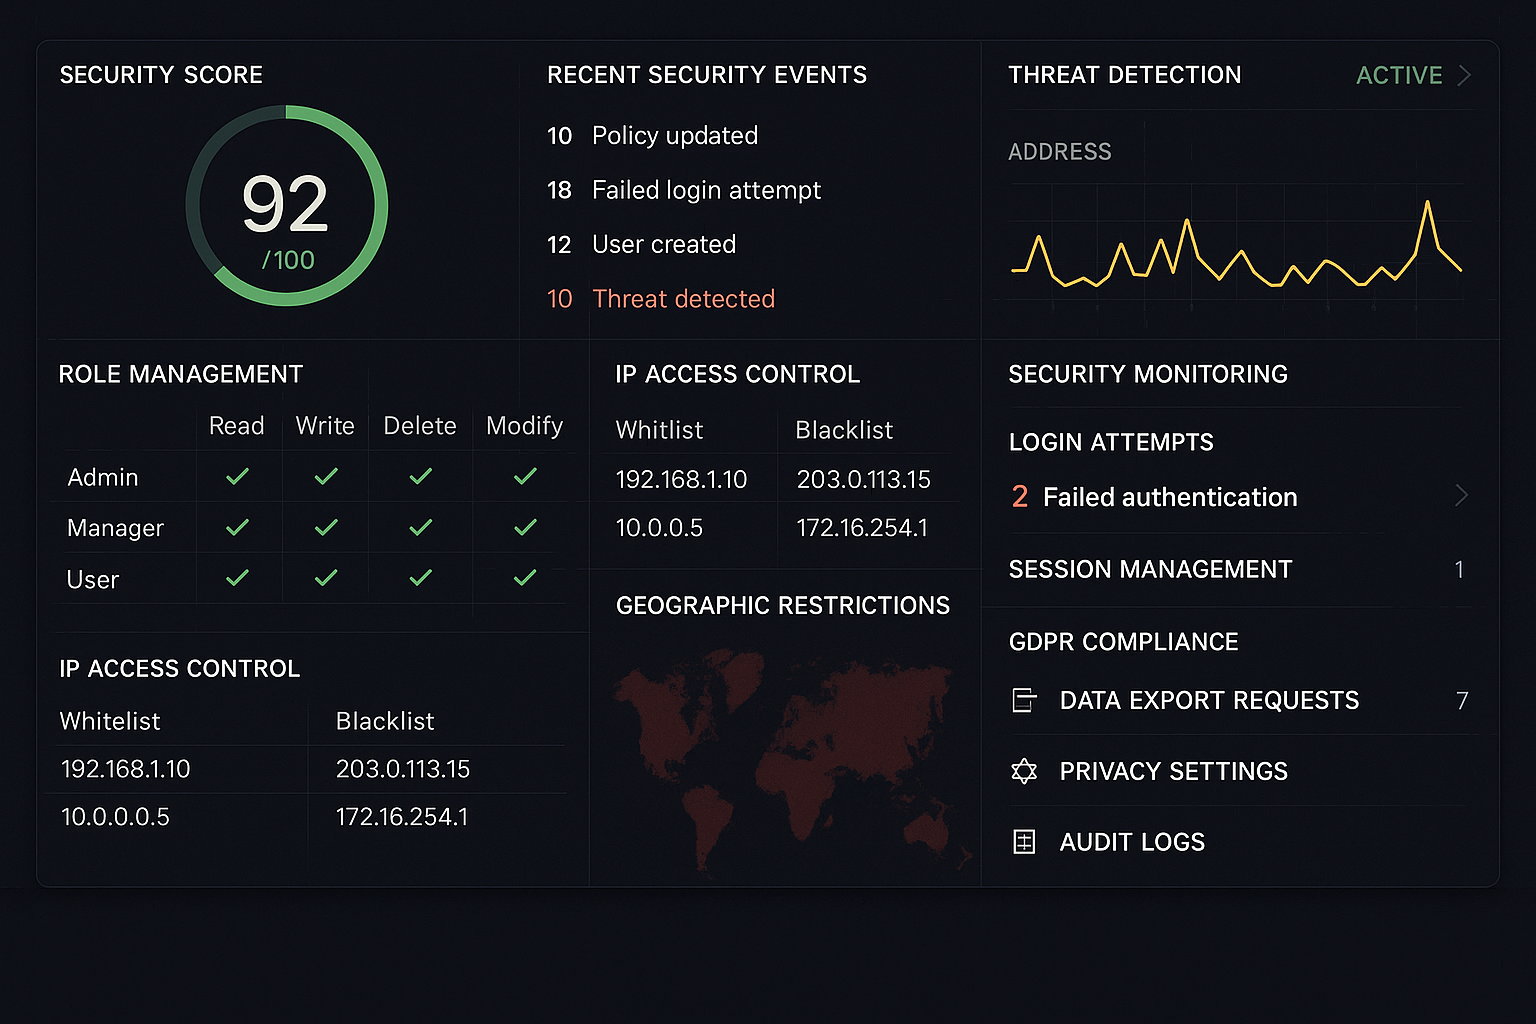 SECURITY SCORE
92
/100
RECENT SECURITY EVENTS
10 Policy updated
18 Failed login attempt
12 User created
10 Threat detected
THREAT DETECTION ACTIVE
ADDRESS
ROLE MANAGEMENT
Read Write Delete Modify
Admin
Manager
User
IP ACCESS CONTROL
Whitelist Blacklist
192.168.1.10 203.0.113.15
10.0.0.0.5 172.16.254.1
IP ACCESS CONTROL
Whitlist Blacklist
192.168.1.10 203.0.113.15
10.0.0.5 172.16.254.1
GEOGRAPHIC RESTRICTIONS
SECURITY MONITORING
LOGIN ATTEMPTS
2 Failed authentication
SESSION MANAGEMENT 1
GDPR COMPLIANCE
DATA EXPORT REQUESTS 7
PRIVACY SETTINGS
AUDIT LOGS